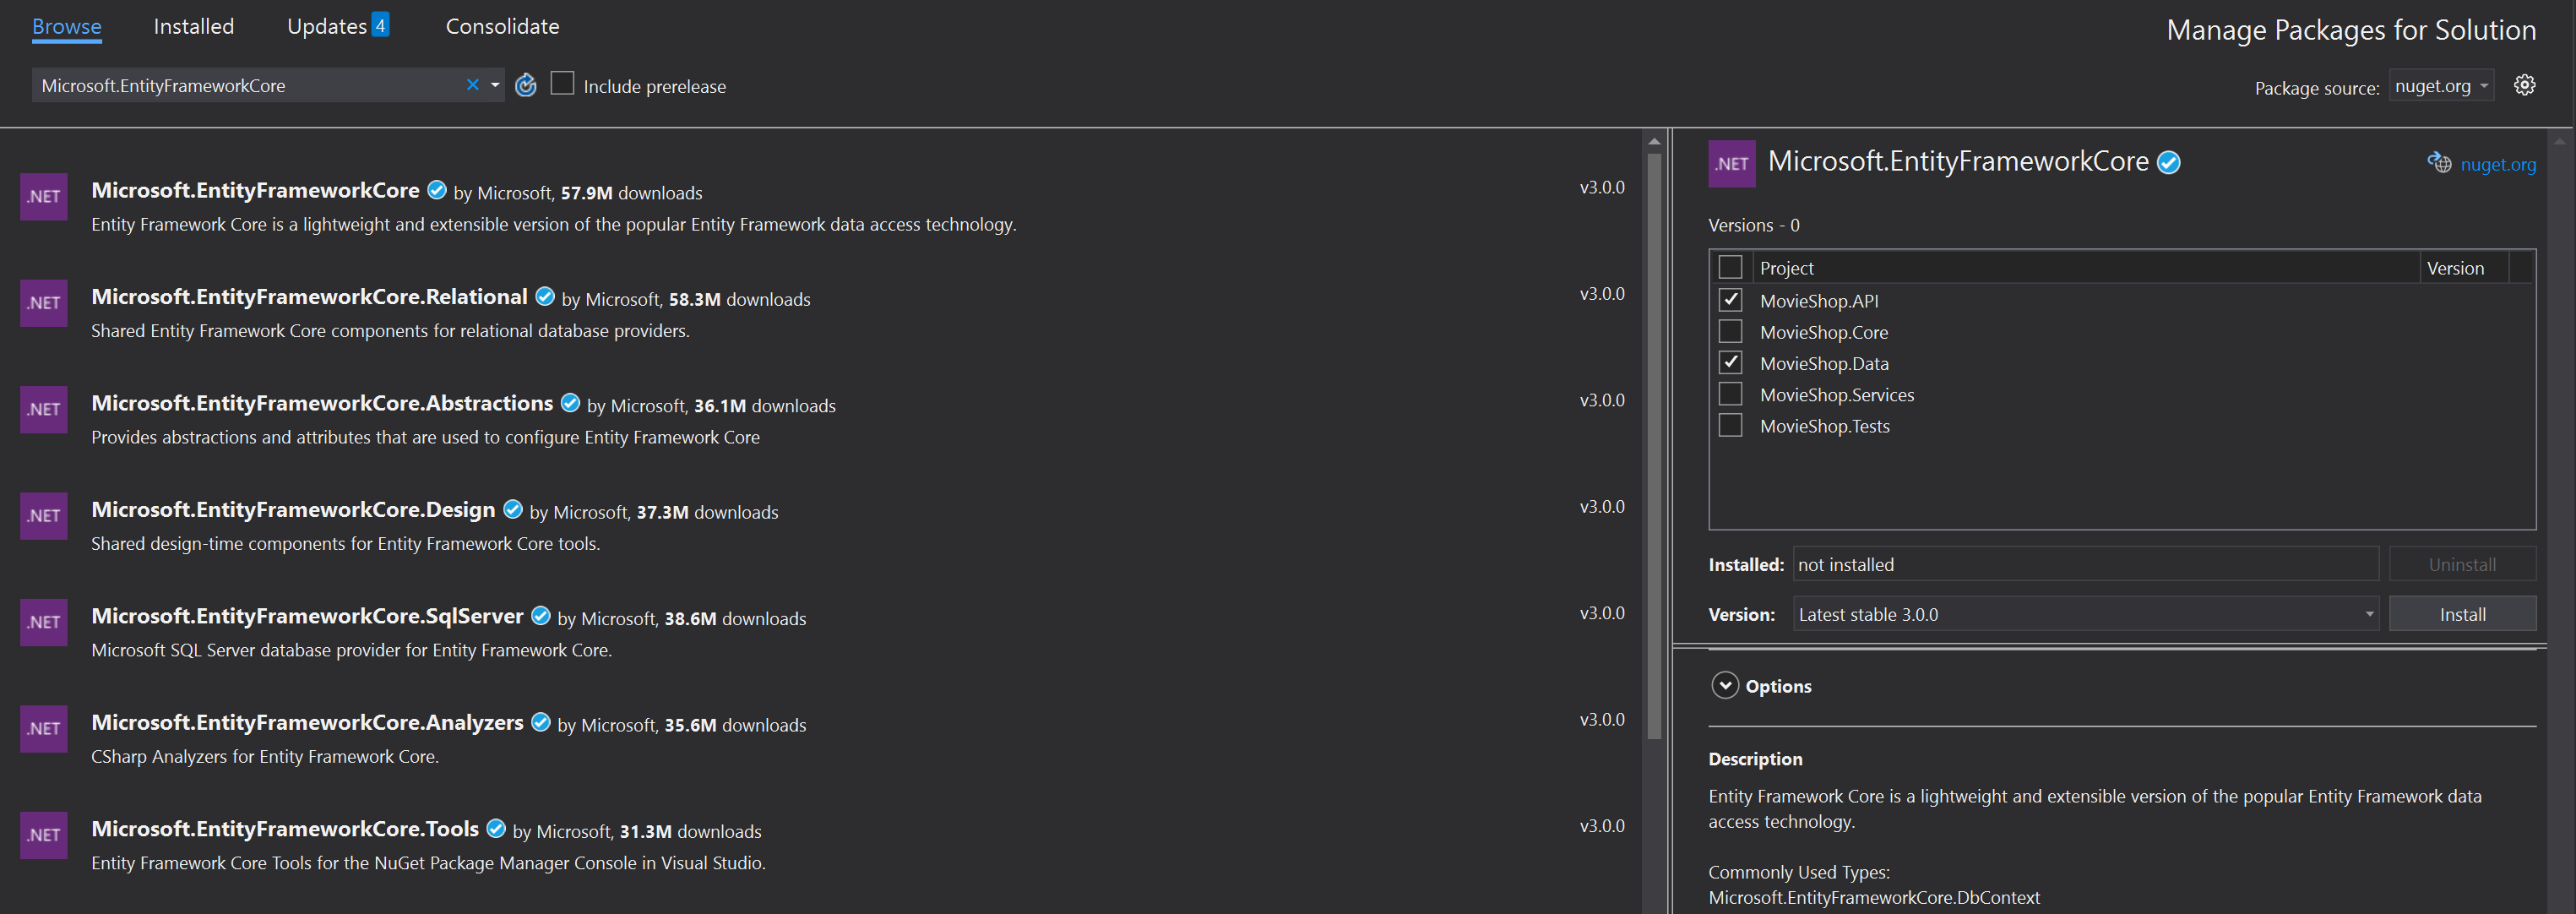 Browse Installed Updates 4 Consolidate
Manage Packages for Solution
Microsoft.EntityFrameworkCore
Include prerelease
Package source: nuget.org
.NET
Microsoft.EntityFrameworkCore by Microsoft, 57.9M downloads
v3.0.0
Entity Framework Core is a lightweight and extensible version of the popular Entity Framework data access technology.
.NET
Microsoft.EntityFrameworkCore.Relational by Microsoft, 58.3M downloads
v3.0.0
Shared Entity Framework Core components for relational database providers.
.NET
Microsoft.EntityFrameworkCore.Abstractions by Microsoft, 36.1M downloads
v3.0.0
Provides abstractions and attributes that are used to configure Entity Framework Core
.NET
Microsoft.EntityFrameworkCore.Design by Microsoft, 37.3M downloads
v3.0.0
Shared design-time components for Entity Framework Core tools.
.NET
Microsoft.EntityFrameworkCore.SqlServer by Microsoft, 38.6M downloads
v3.0.0
Microsoft SQL Server database provider for Entity Framework Core.
.NET
Microsoft.EntityFrameworkCore.Analyzers by Microsoft, 35.6M downloads
v3.0.0
CSharp Analyzers for Entity Framework Core.
.NET
Microsoft.EntityFrameworkCore.Tools by Microsoft, 31.3M downloads
v3.0.0
Entity Framework Core Tools for the NuGet Package Manager Console in Visual Studio.
.NET
Microsoft.EntityFrameworkCore
nuget.org
Versions - 0
Project Version
MovieShop.API
MovieShop.Core
MovieShop.Data
MovieShop.Services
MovieShop.Tests
Installed: not installed Uninstall
Version: Latest stable 3.0.0 Install
Options
Description
Entity Framework Core is a lightweight and extensible version of the popular Entity Framework data
access technology.
Commonly Used Types:
Microsoft.EntityFrameworkCore.DbContext